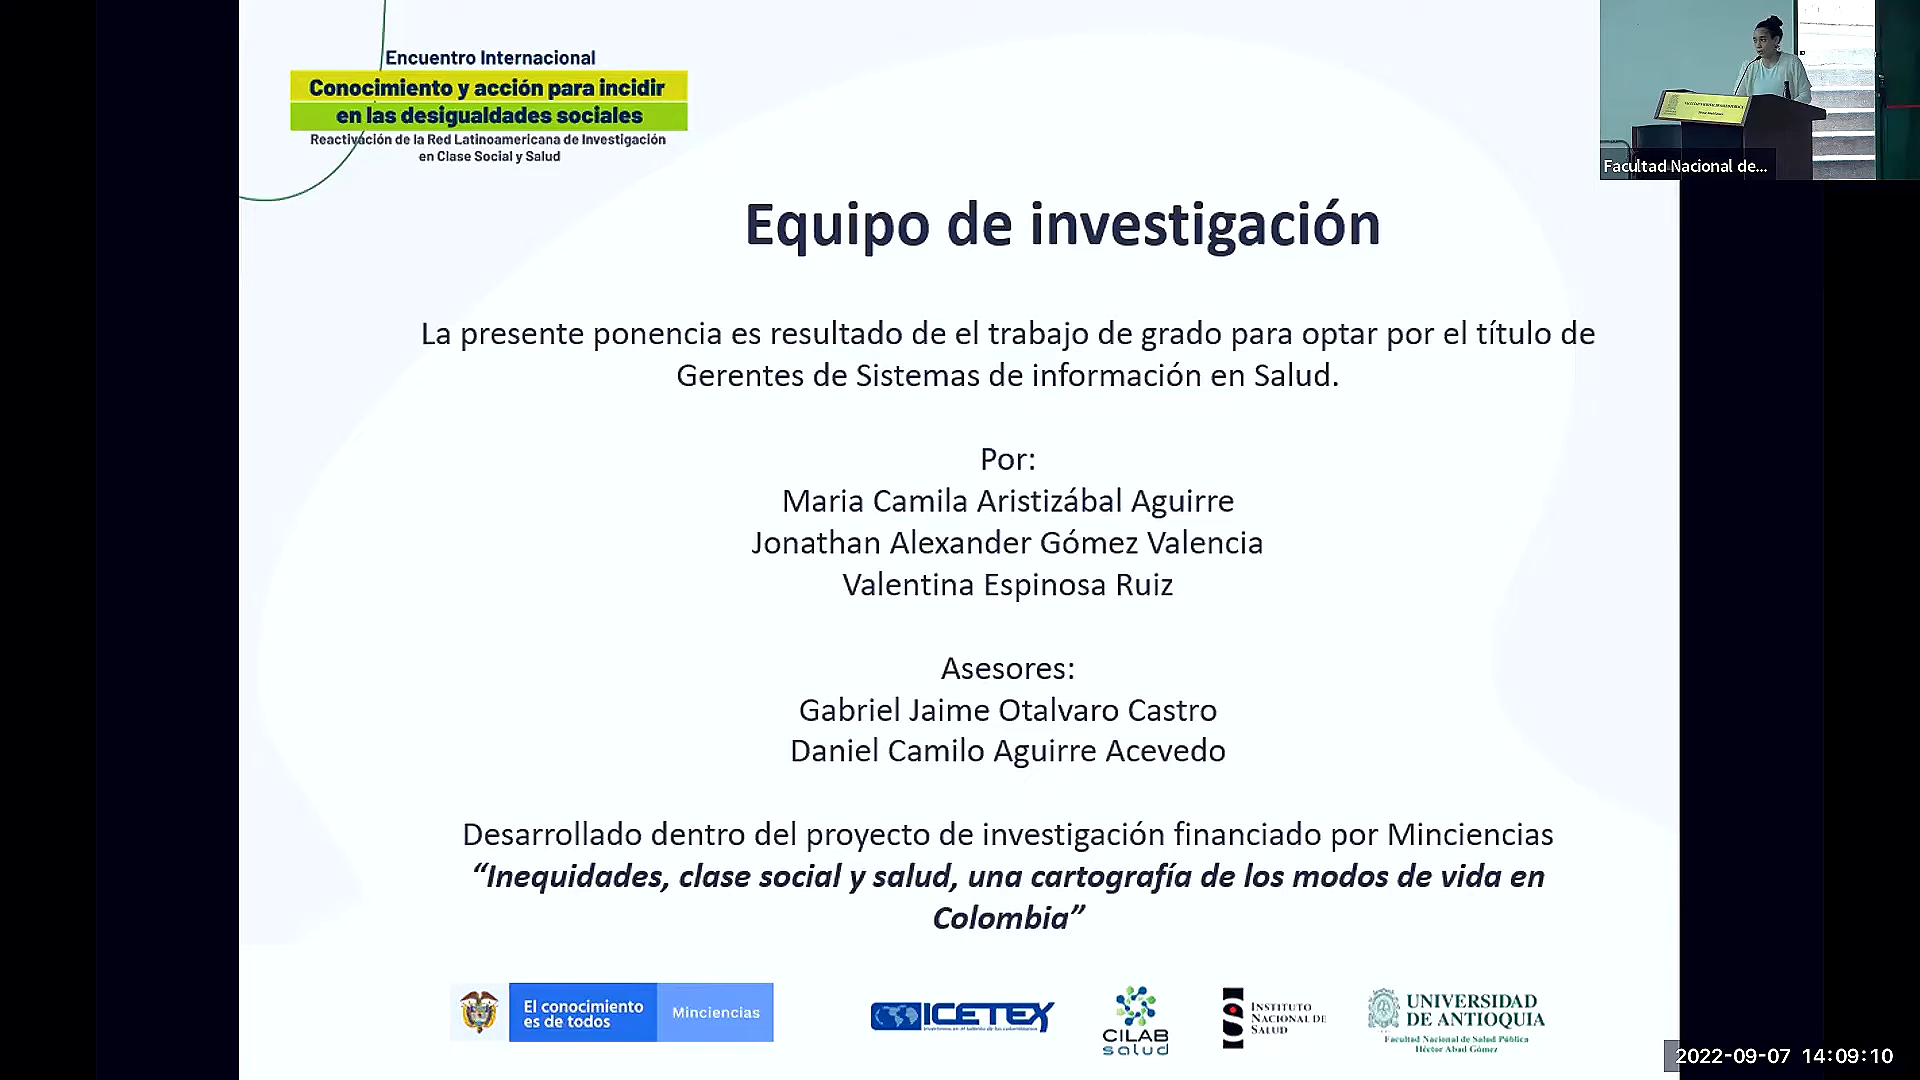 Encuentro Internacional
Conocimiento y acción para incidir
en las desigualdades sociales
Reactivación de la Red Latinoamericana de Investigación
en Clase Social y Salud
Facultad Nacional de...
Equipo de investigación
La presente ponencia es resultado de el trabajo de grado para optar por el título de
Gerentes de Sistemas de información en Salud.
Por:
Maria Camila Aristizábal Aguirre
Jonathan Alexander Gómez Valencia
Valentina Espinosa Ruiz
Asesores:
Gabriel Jaime Otalvaro Castro
Daniel Camilo Aguirre Acevedo
Desarrollado dentro del proyecto de investigación financiado por Minciencias
“Inequidades, clase social y salud, una cartografía de los modos de vida en
Colombia”
El conocimiento
es de todos
Minciencias
ICETEX
CILAB
salud
INSTITUTO
NACIONAL DE
SALUD
UNIVERSIDAD
DE ANTIOQUIA
Facultad Nacional de Salud Pública
Héctor Abad Gómez
2022-09-07 14:09:10